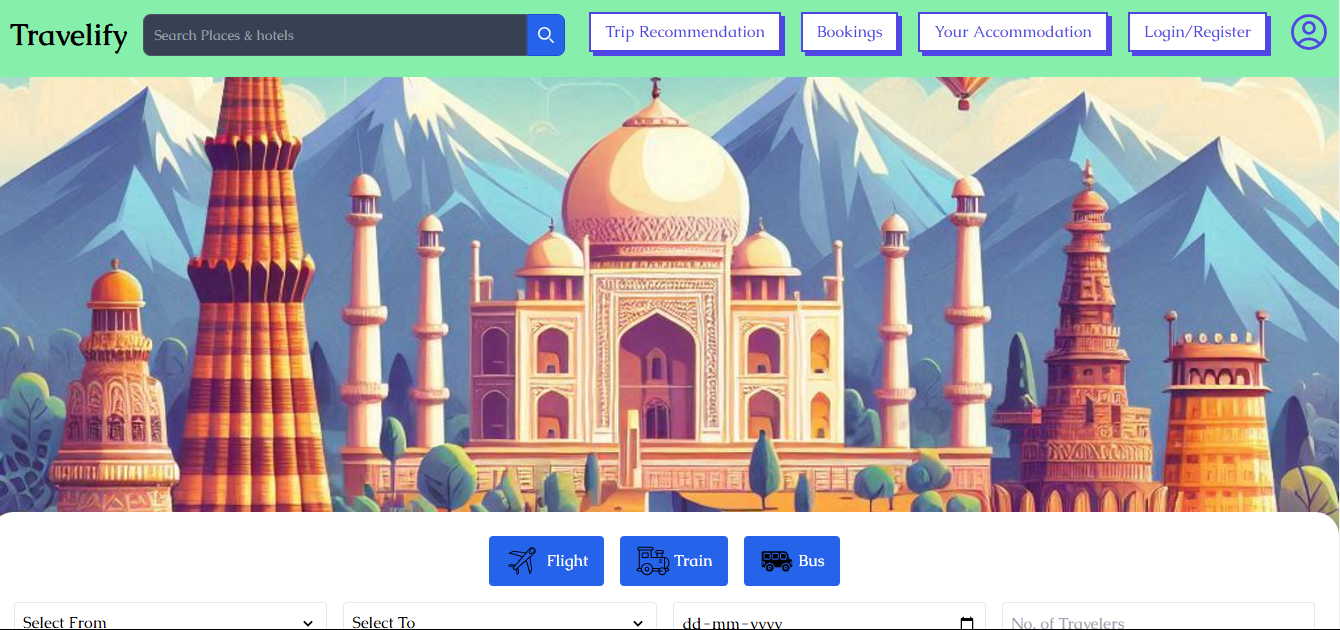 Travelify
Search Places & hotels
Trip Recommendation
Bookings
Your Accommodation
Login/Register
Flight
Train
Bus
Select From
Select To
dd-mm-yyyy
No. of Travelers